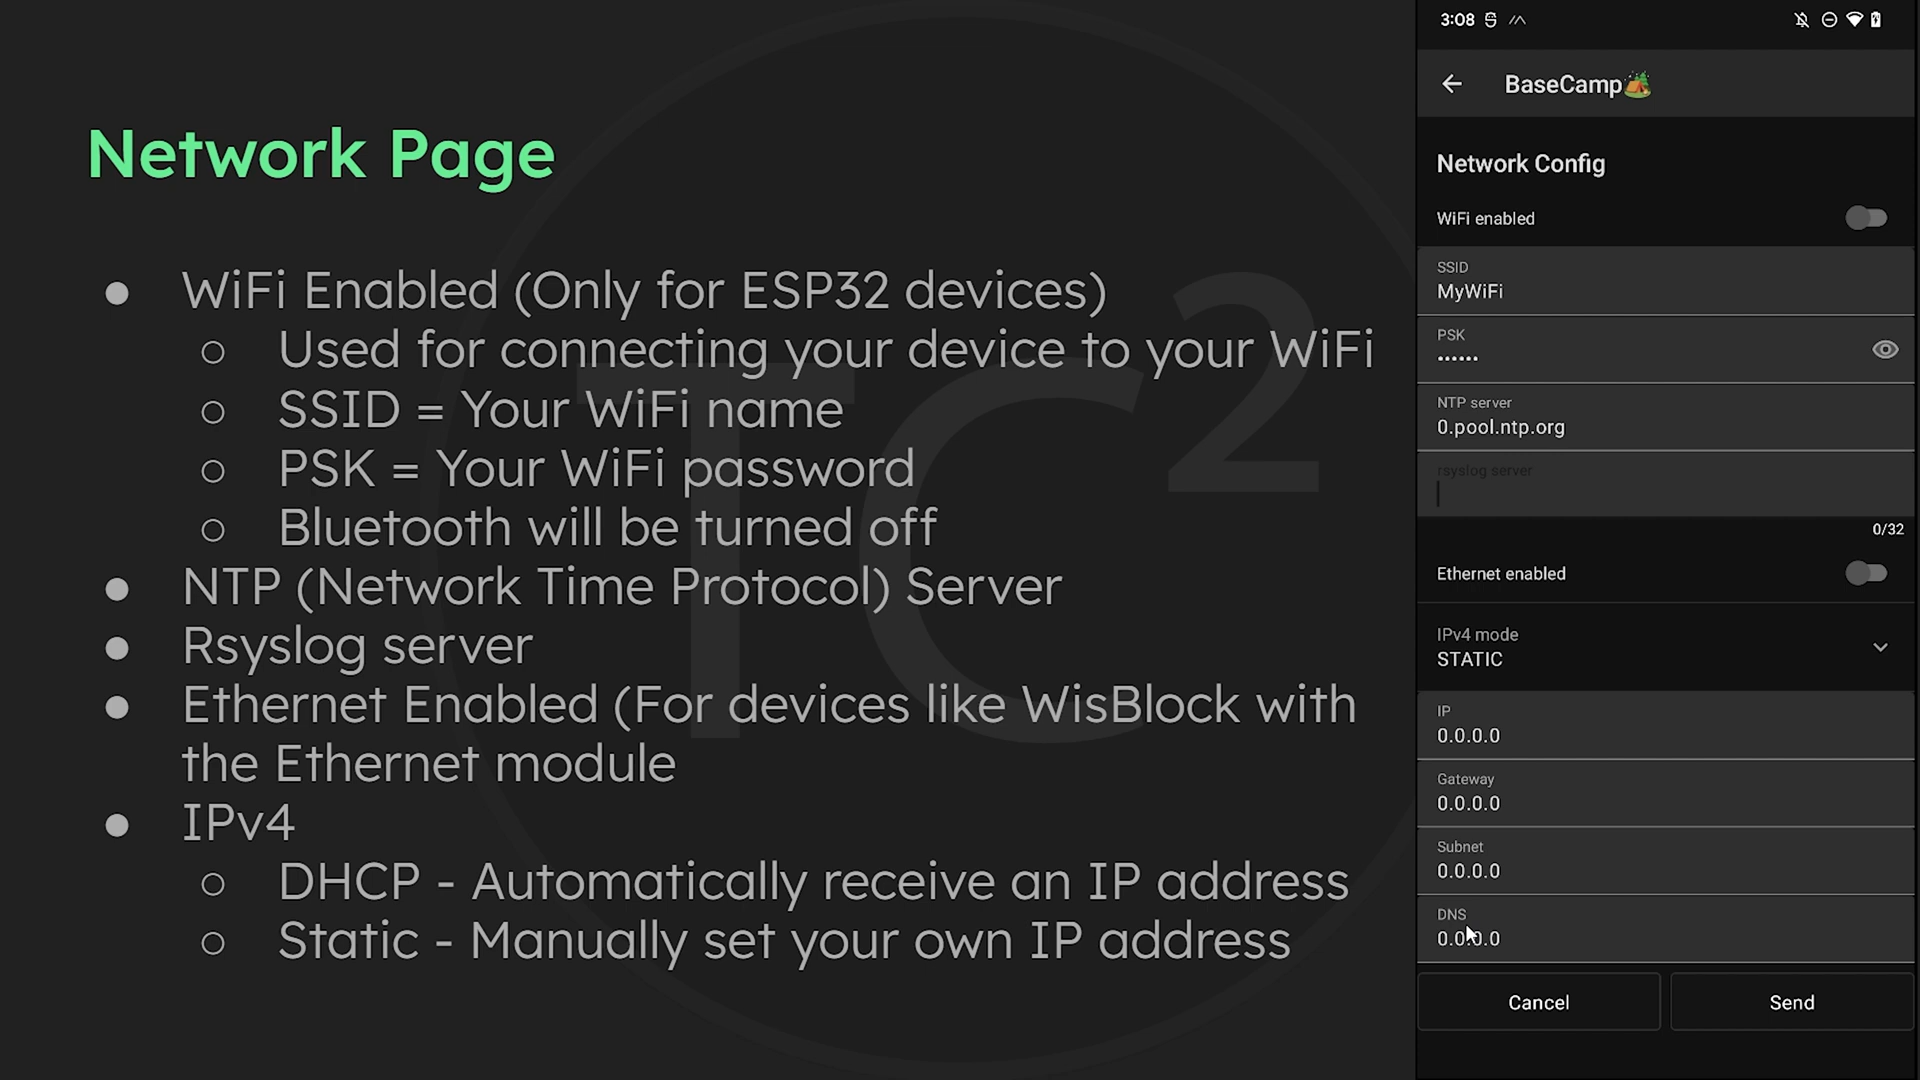 Network Page
● WiFi Enabled (Only for ESP32 devices)
○ Used for connecting your device to your WiFi
○ SSID = Your WiFi name
○ PSK = Your WiFi password
○ Bluetooth will be turned off
● NTP (Network Time Protocol) Server
● Rsyslog server
● Ethernet Enabled (For devices like WisBlock with
the Ethernet module
● IPv4
○ DHCP - Automatically receive an IP address
○ Static - Manually set your own IP address
TC²
3:08
BaseCamp🏕️
Network Config
WiFi enabled
SSID
MyWiFi
PSK
••••••
NTP server
0.pool.ntp.org
rsyslog server
0/32
Ethernet enabled
IPv4 mode
STATIC
IP
0.0.0.0
Gateway
0.0.0.0
Subnet
0.0.0.0
DNS
0.0.0.0
Cancel
Send